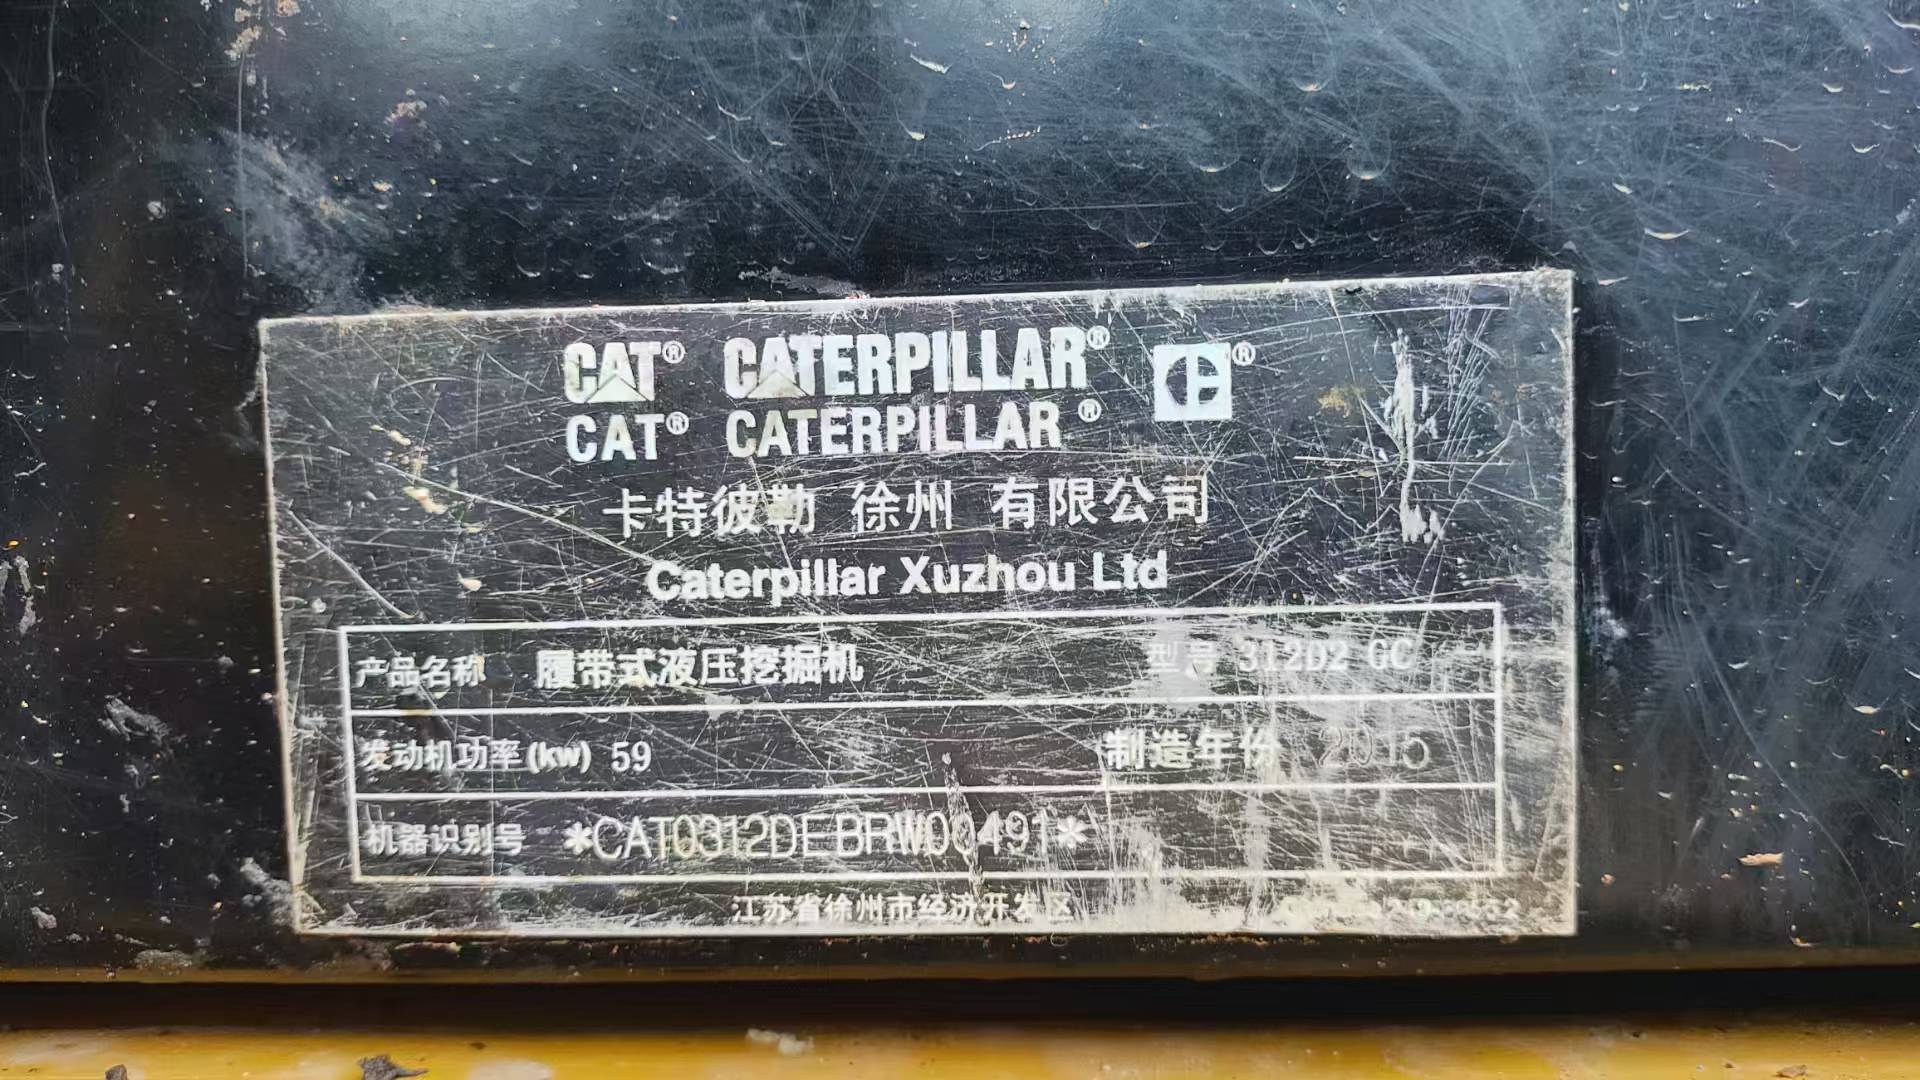 CAT® CATERPILLAR® ®
CAT® CATERPILLAR®
卡特彼勒 徐州 有限公司
Caterpillar Xuzhou Ltd
产品名称 履带式液压挖掘机 型号 312D2 GC
发动机功率(kw) 59 制造年份 2015
机器识别号 *CAT0312DEBRW00491*
江苏省徐州市经济开发区